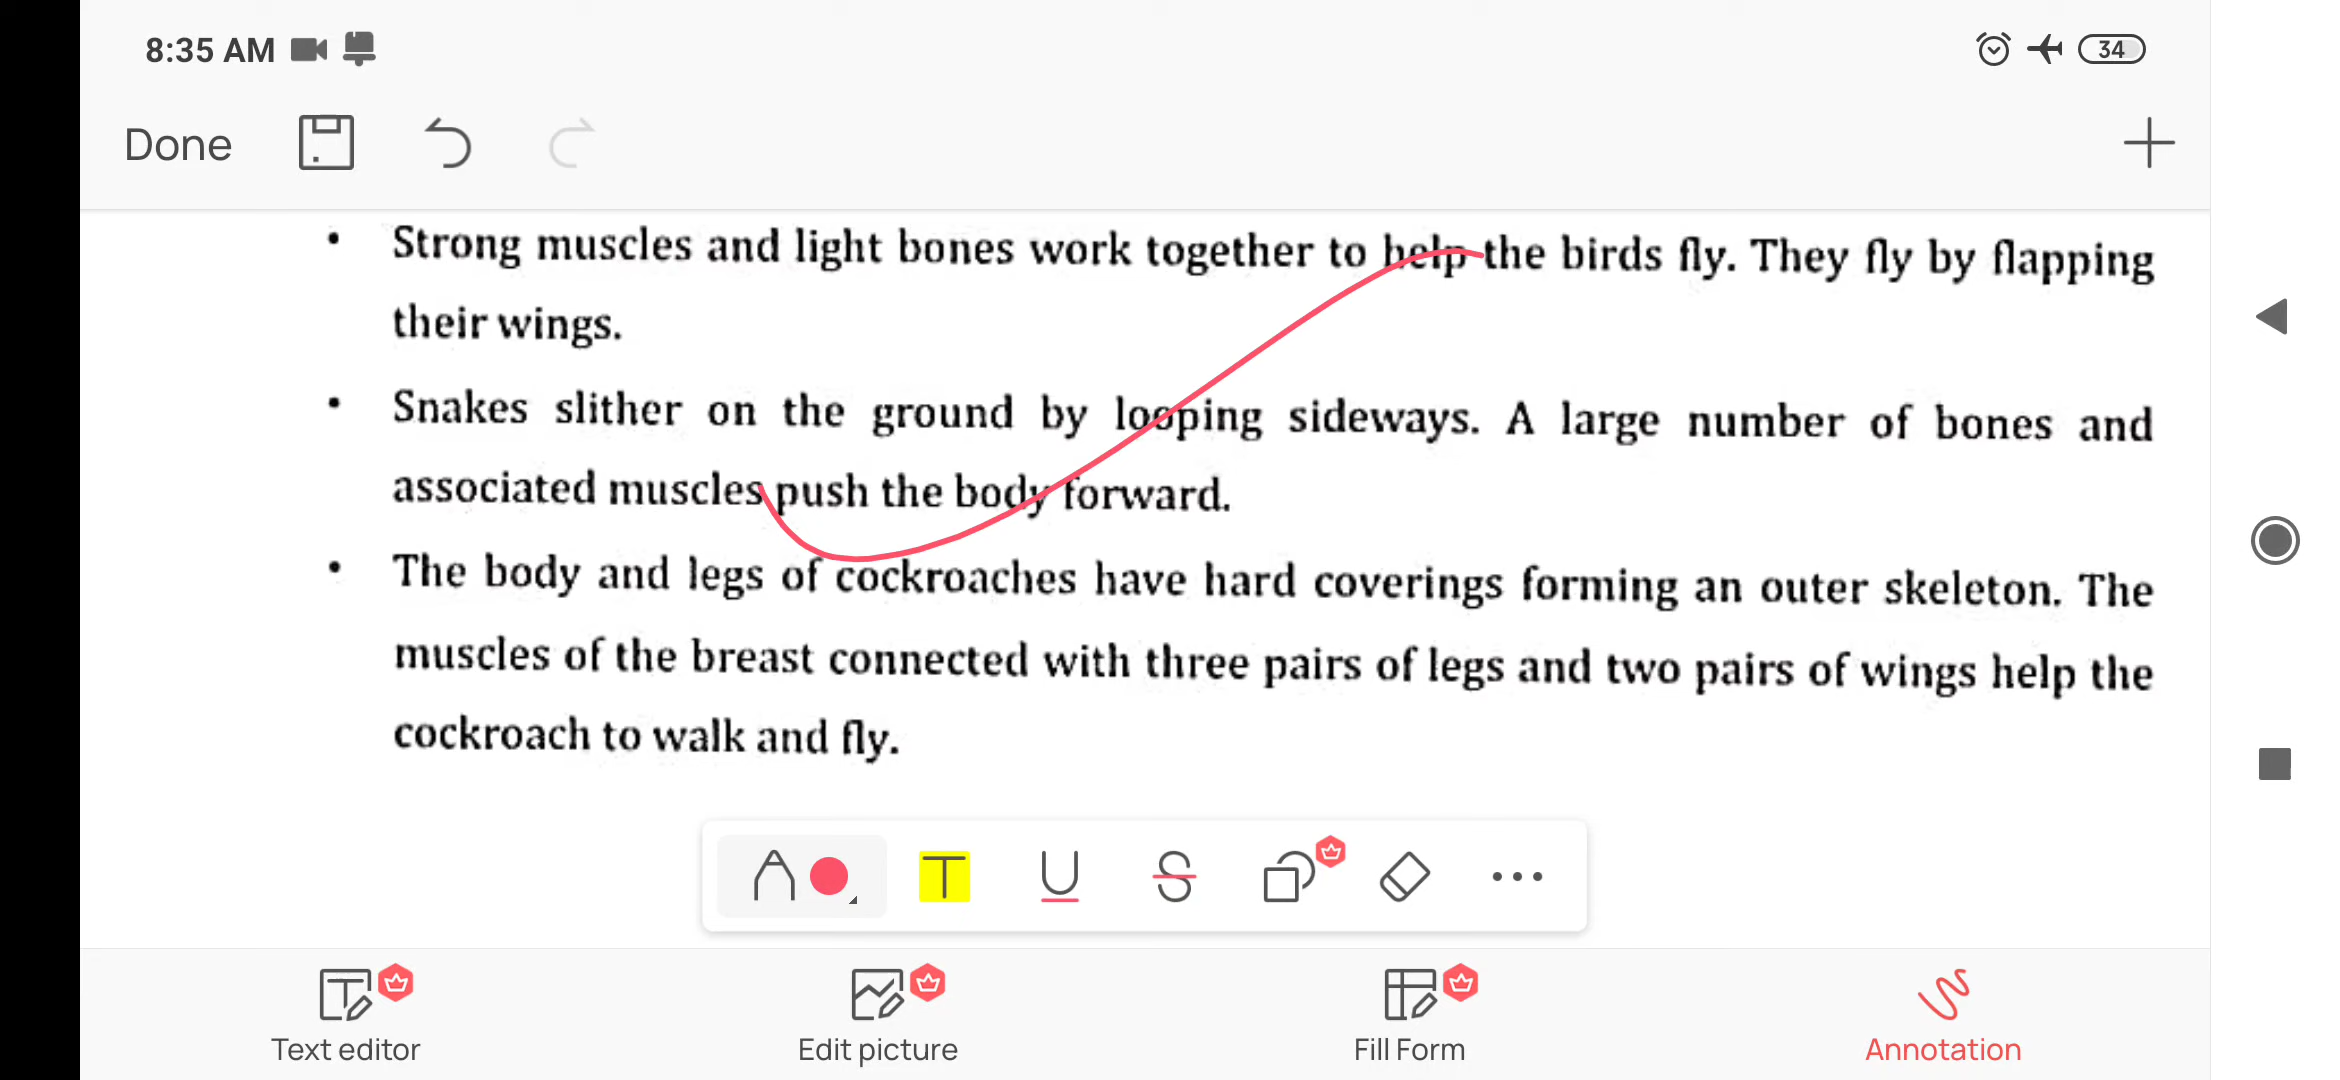 8:35 AM
34
Done
• Strong muscles and light bones work together to help the birds fly. They fly by flapping
their wings.
• Snakes slither on the ground by looping sideways. A large number of bones and
associated muscles push the body forward.
• The body and legs of cockroaches have hard coverings forming an outer skeleton. The
muscles of the breast connected with three pairs of legs and two pairs of wings help the
cockroach to walk and fly.
T U S
Text editor Edit picture Fill Form Annotation